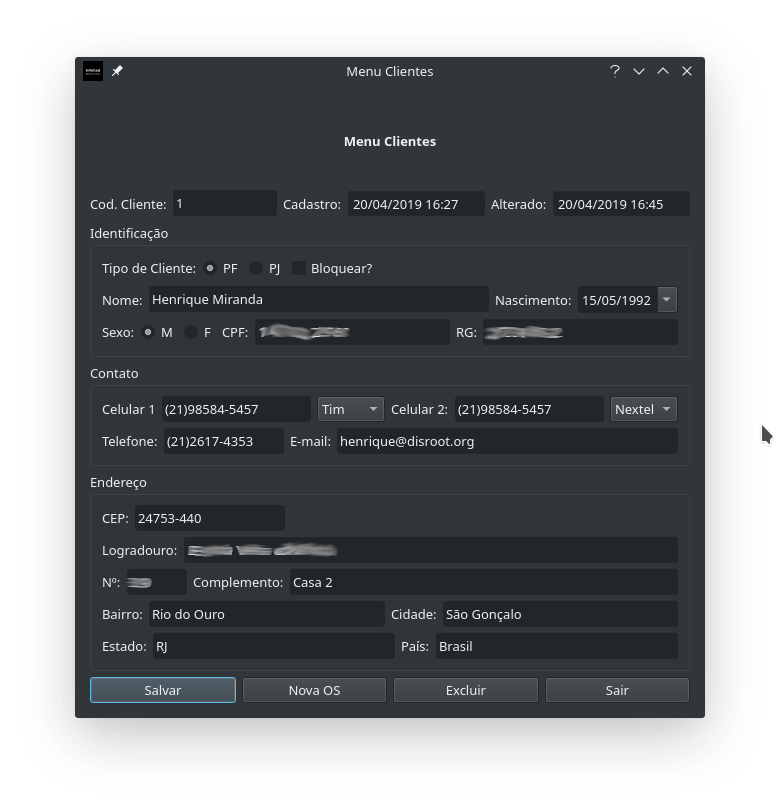 Menu Clientes
Menu Clientes
Cod. Cliente: 1 Cadastro: 20/04/2019 16:27 Alterado: 20/04/2019 16:45
Identificação
Tipo de Cliente: PF PJ Bloquear?
Nome: Henrique Miranda Nascimento: 15/05/1992
Sexo: M F CPF: RG:
Contato
Celular 1 (21)98584-5457 Tim Celular 2: (21)98584-5457 Nextel
Telefone: (21)2617-4353 E-mail: henrique@disroot.org
Endereço
CEP: 24753-440
Logradouro:
Nº: Complemento: Casa 2
Bairro: Rio do Ouro Cidade: São Gonçalo
Estado: RJ País: Brasil
Salvar Nova OS Excluir Sair